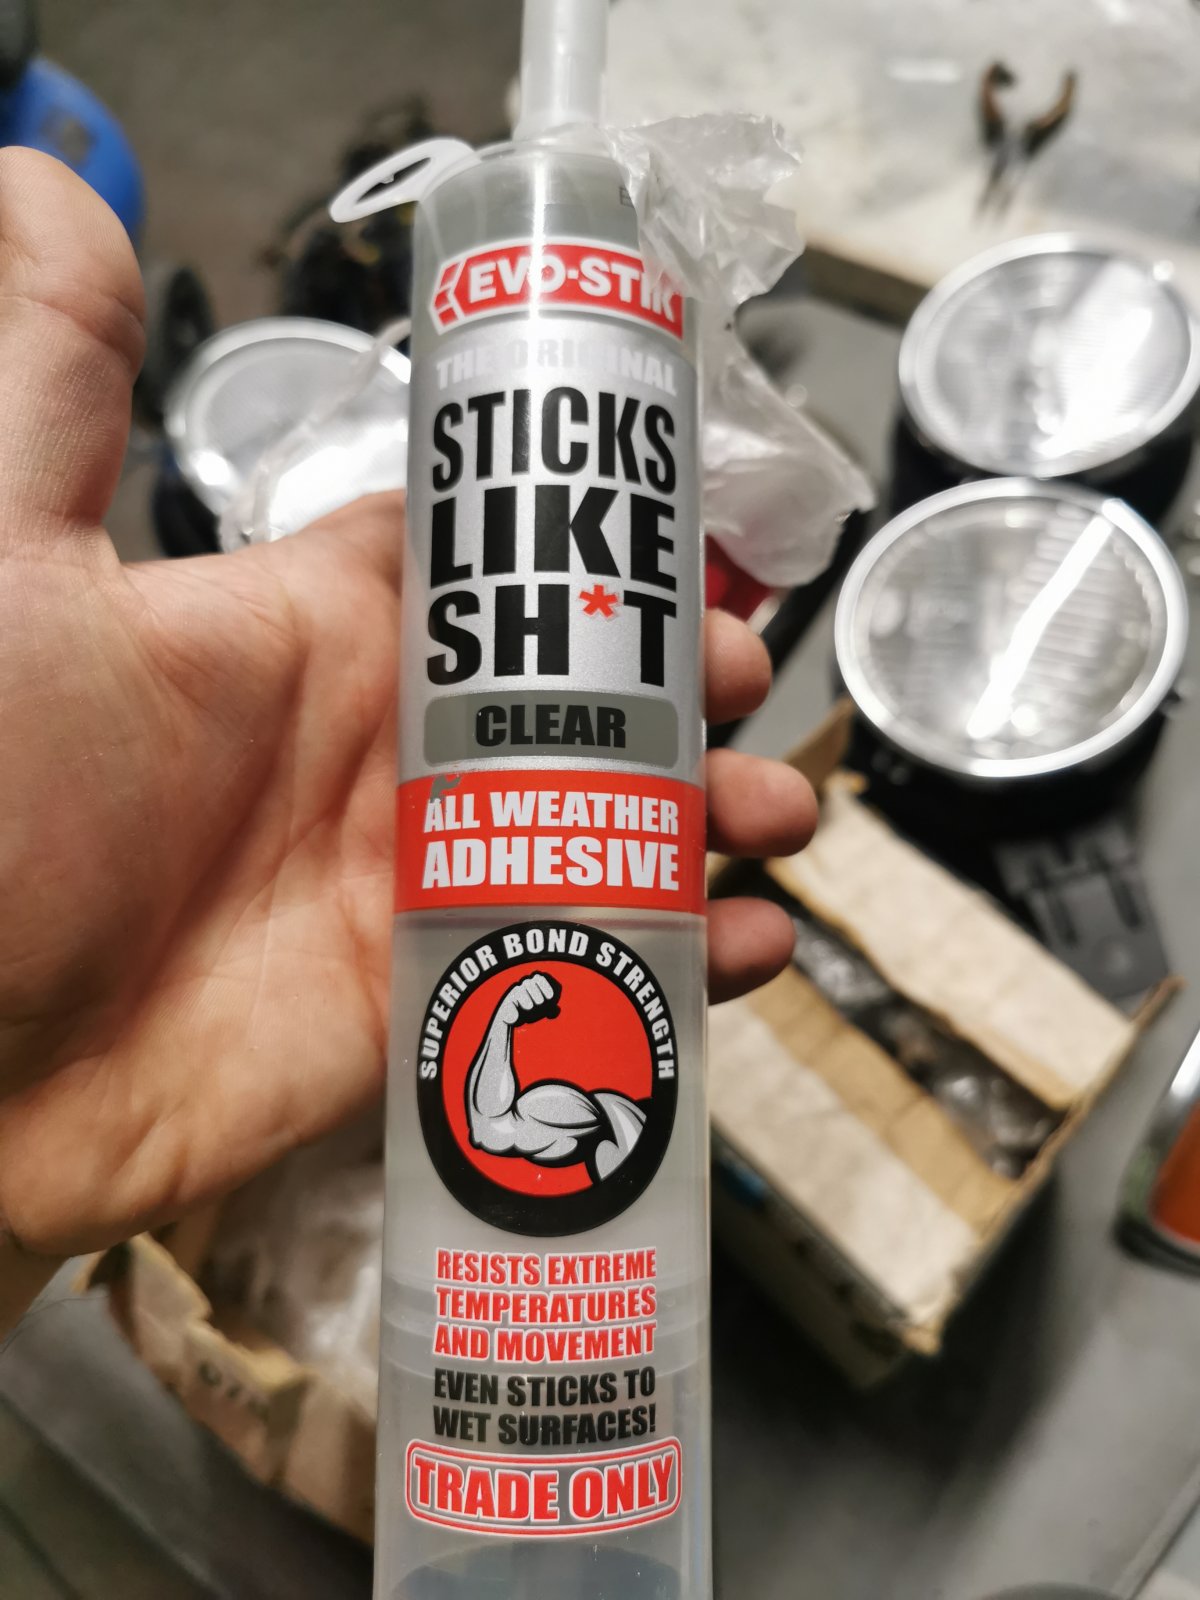 EVO-STIK
THE ORIGINAL
STICKS
LIKE
SH*T
CLEAR
ALL WEATHER
ADHESIVE
SUPERIOR BOND STRENGTH
RESISTS EXTREME
TEMPERATURES
AND MOVEMENT
EVEN STICKS TO
WET SURFACES!
TRADE ONLY